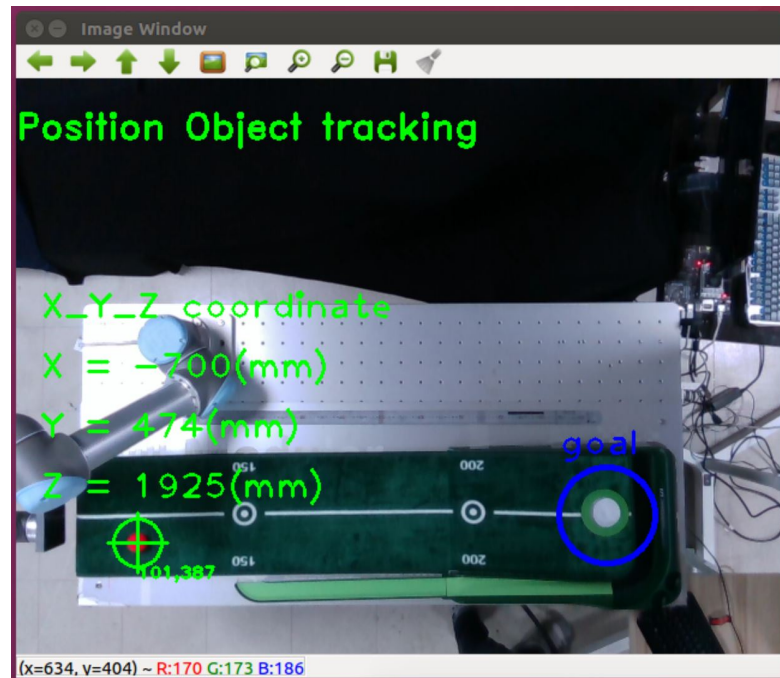 Image Window
Position Object tracking
X_Y_Z coordinate
X = -700(mm)
Y = 474(mm)
goal
150
200
Z = 1925(mm)
150
200
101,387
(x=634, y=404) ~ R:170 G:173 B:186